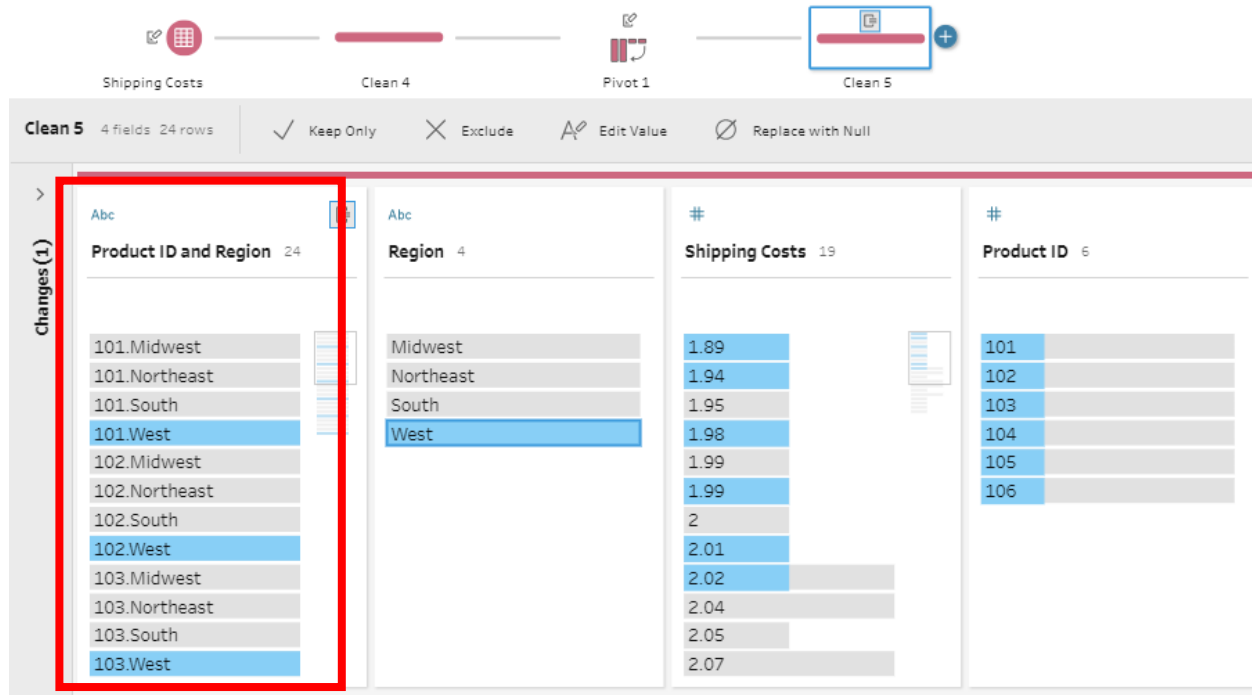 Shipping Costs
Clean 4
Pivot 1
Clean 5
Clean 5 4 fields 24 rows Keep Only Exclude Edit Value Replace with Null
Changes (1)
Abc
Product ID and Region 24
101.Midwest
101.Northeast
101.South
101.West
102.Midwest
102.Northeast
102.South
102.West
103.Midwest
103.Northeast
103.South
103.West
Abc
Region 4
Midwest
Northeast
South
West
#
Shipping Costs 19
1.89
1.94
1.95
1.98
1.99
1.99
2
2.01
2.02
2.04
2.05
2.07
#
Product ID 6
101
102
103
104
105
106